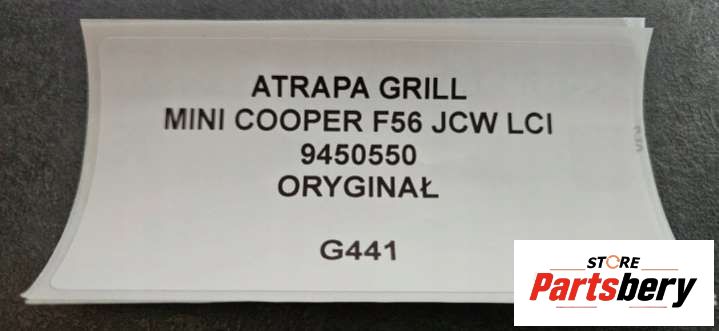 ATRAPA GRILL
MINI COOPER F56 JCW LCI
9450550
ORYGINAŁ
G441
STORE
Partsbery